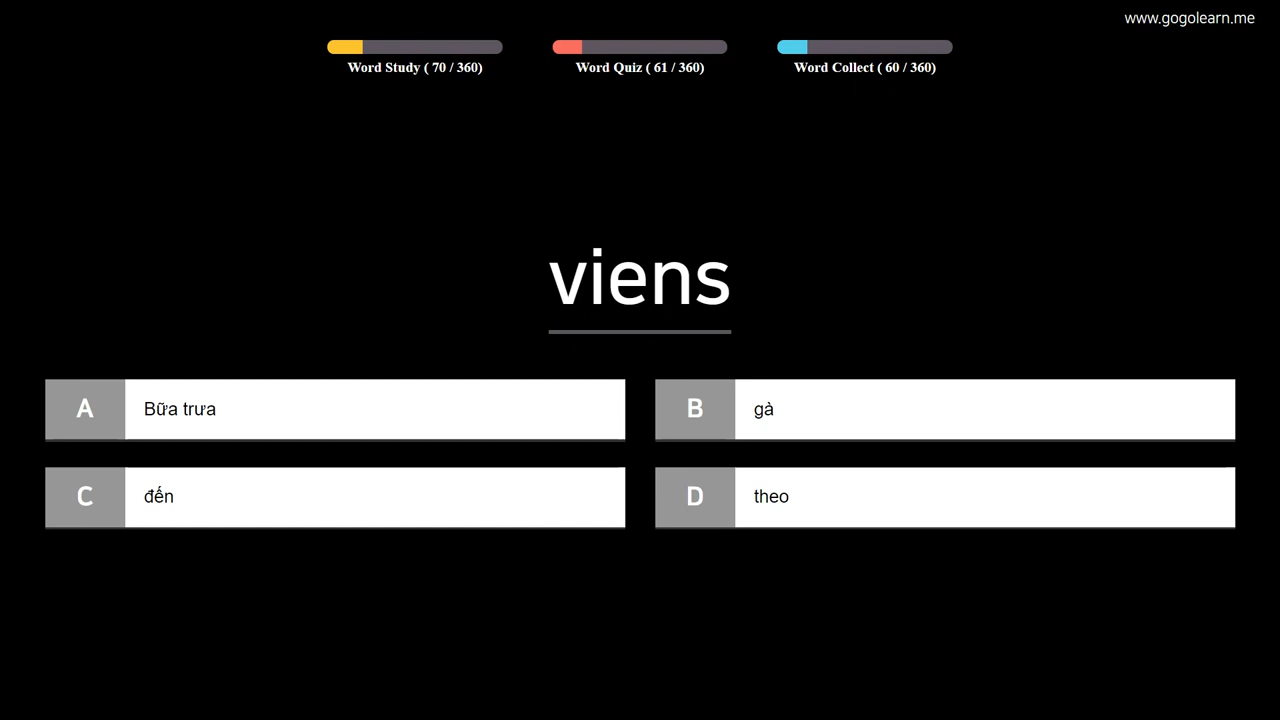 www.gogolearn.me
Word Study ( 70 / 360)
Word Quiz ( 61 / 360)
Word Collect ( 60 / 360)
viens
A Bữa trưa
B gà
C đến
D theo